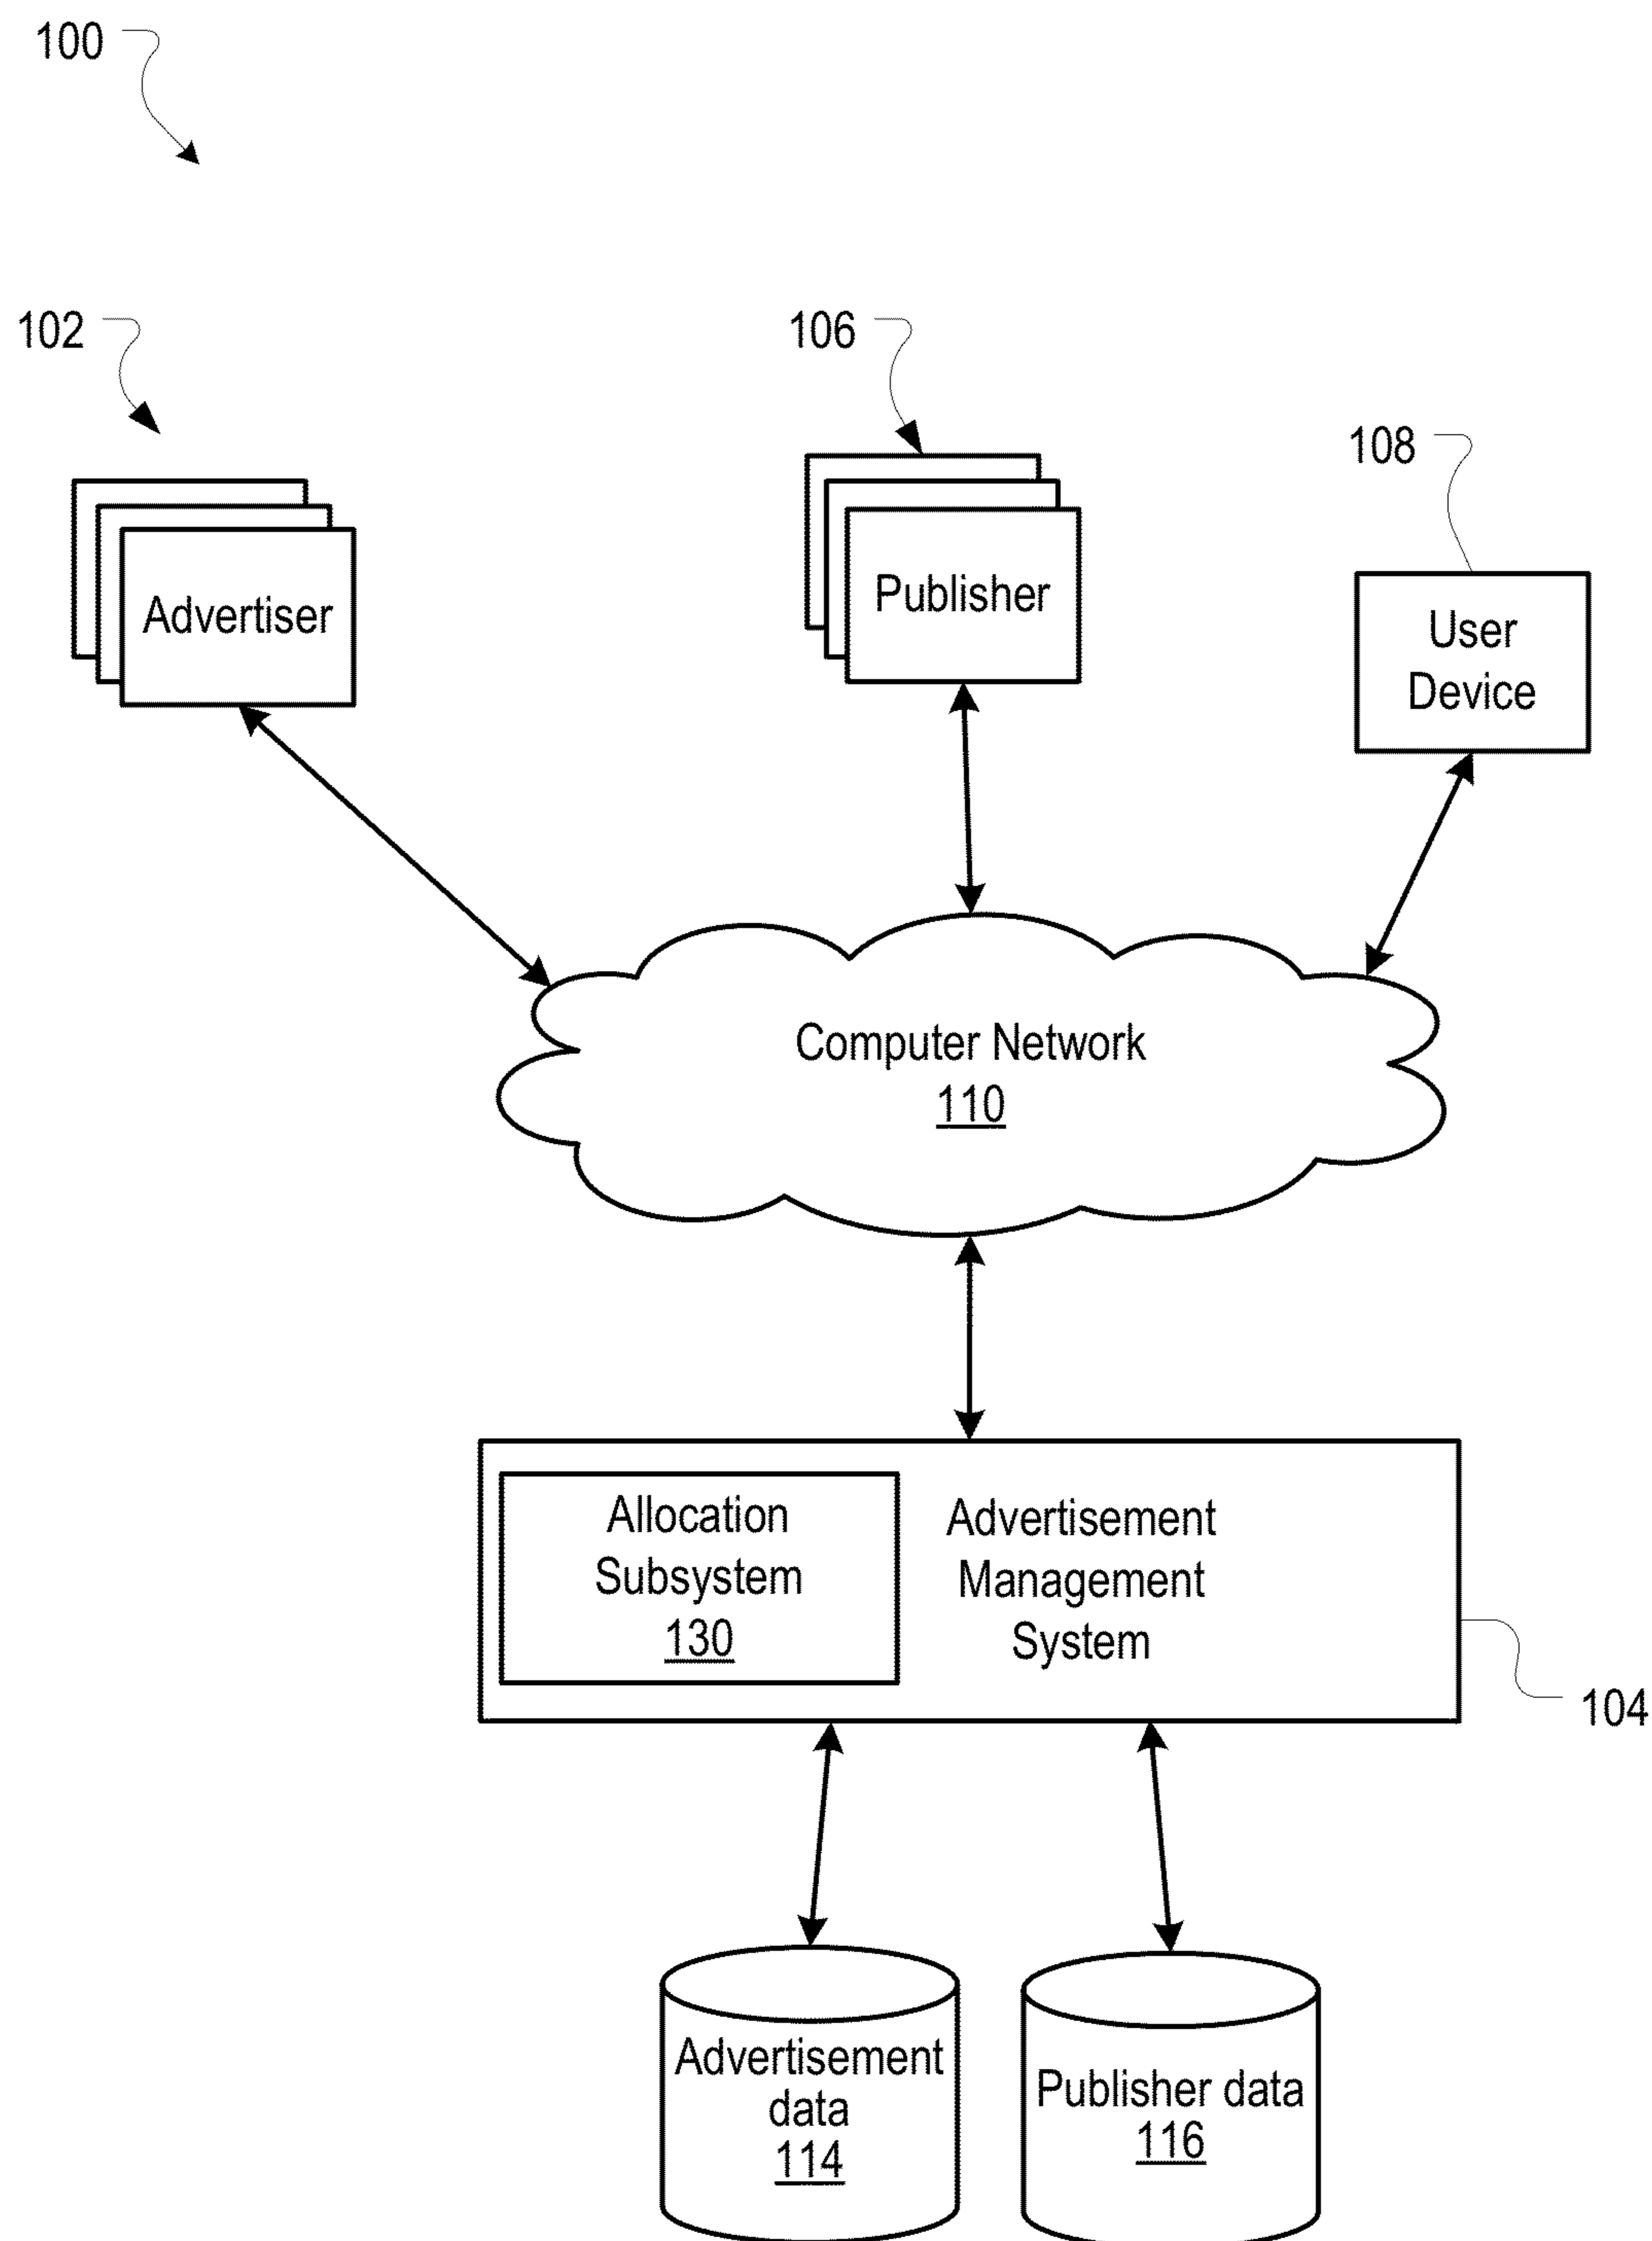 100
102
106
108
Advertiser
Publisher
User
Device
Computer Network
110
Allocation
Subsystem
130
Advertisement
Management
System
104
Advertisement
data
114
Publisher data
116